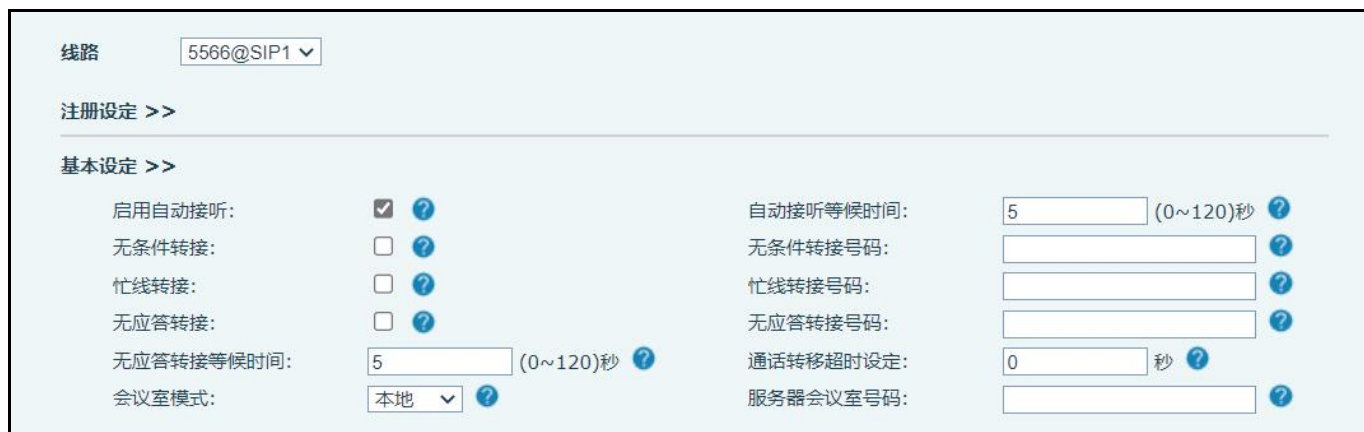 线路 5566@SIP1
注册设定 >>
基本设定 >>
启用自动接听: ? 自动接听等候时间: 5 (0~120)秒 ?
无条件转接: ? 无条件转接号码: ?
忙线转接: ? 忙线转接号码: ?
无应答转接: ? 无应答转接号码: ?
无应答转接等候时间: 5 (0~120)秒 ? 通话转移超时设定: 0 秒 ?
会议室模式: 本地 ? 服务器会议室号码: ?